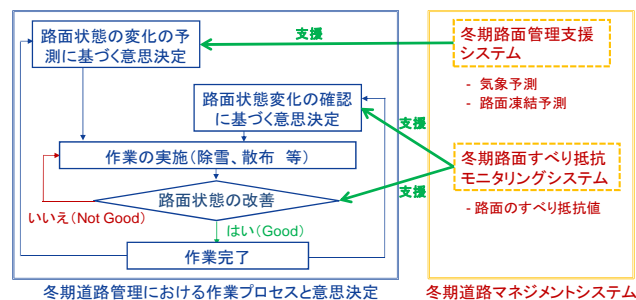 路面状態の変化の予
測に基づく意思決定
支援
冬期路面管理支援
システム
- 気象予測
- 路面凍結予測
路面状態変化の確認
に基づく意思決定
支援
作業の実施(除雪、散布 等)
冬期路面すべり抵抗
モニタリングシステム
- 路面のすべり抵抗値
路面状態の改善
支援
いいえ(Not Good)
はい(Good)
作業完了
冬期道路管理における作業プロセスと意思決定
冬期道路マネジメントシステム